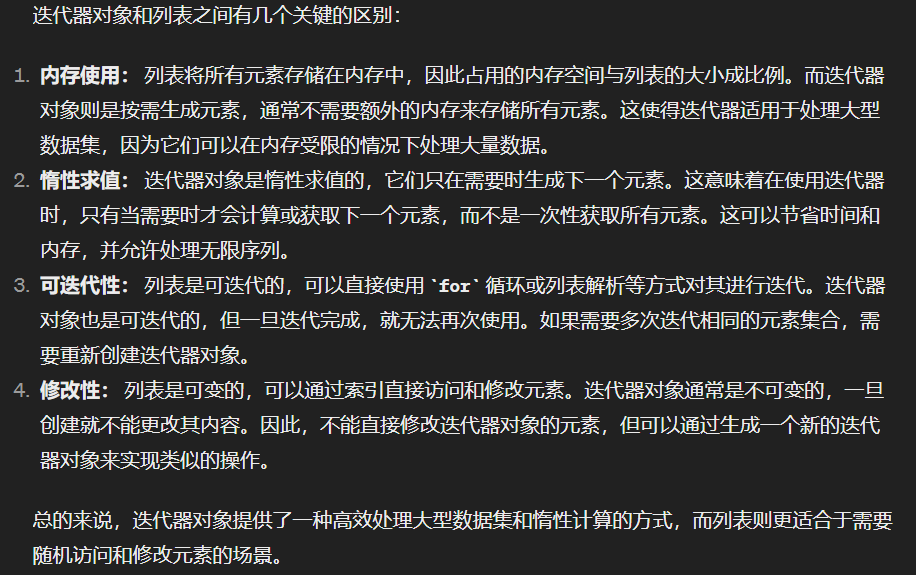 迭代器对象和列表之间有几个关键的区别：
1. 内存使用： 列表将所有元素存储在内存中，因此占用的内存空间与列表的大小成比例。而迭代器
对象则是按需生成元素，通常不需要额外的内存来存储所有元素。这使得迭代器适用于处理大型
数据集，因为它们可以在内存受限的情况下处理大量数据。
2. 惰性求值： 迭代器对象是惰性求值的，它们只在需要时生成下一个元素。这意味着在使用迭代器
时，只有当需要时才会计算或获取下一个元素，而不是一次性获取所有元素。这可以节省时间和
内存，并允许处理无限序列。
3. 可迭代性： 列表是可迭代的，可以直接使用 `for` 循环或列表解析等方式对其进行迭代。迭代器
对象也是可迭代的，但一旦迭代完成，就无法再次使用。如果需要多次迭代相同的元素集合，需
要重新创建迭代器对象。
4. 修改性： 列表是可变的，可以通过索引直接访问和修改元素。迭代器对象通常是不可变的，一旦
创建就不能更改其内容。因此，不能直接修改迭代器对象的元素，但可以通过生成一个新的迭代
器对象来实现类似的操作。
总的来说，迭代器对象提供了一种高效处理大型数据集和惰性计算的方式，而列表则更适合于需要
随机访问和修改元素的场景。